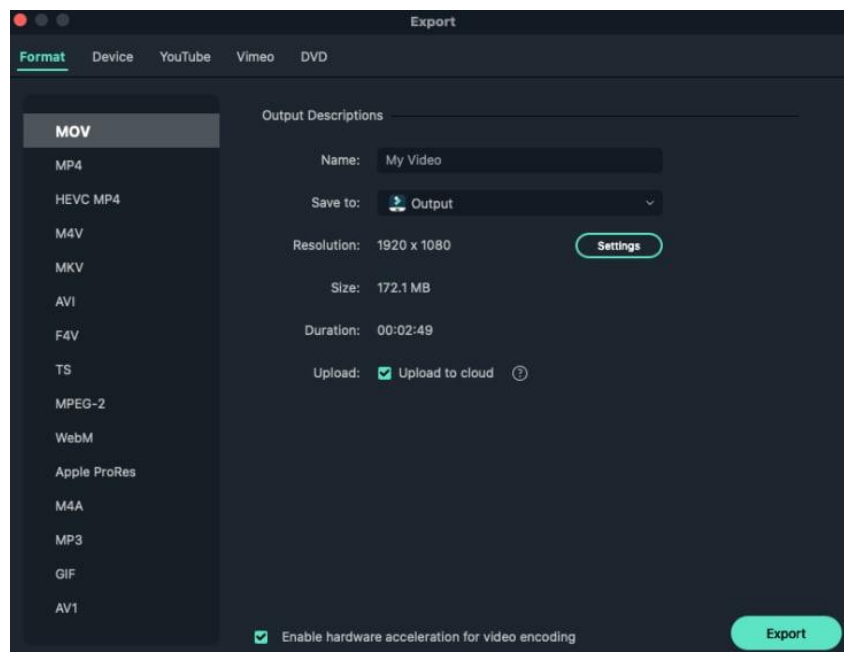 Export
Format Device YouTube Vimeo DVD
MOV
MP4
HEVC MP4
M4V
MKV
AVI
F4V
TS
MPEG-2
WebM
Apple ProRes
M4A
MP3
GIF
AV1
Output Descriptions
Name: My Video
Save to: Output
Resolution: 1920 x 1080 Settings
Size: 172.1 MB
Duration: 00:02:49
Upload: Upload to cloud ?
Enable hardware acceleration for video encoding
Export